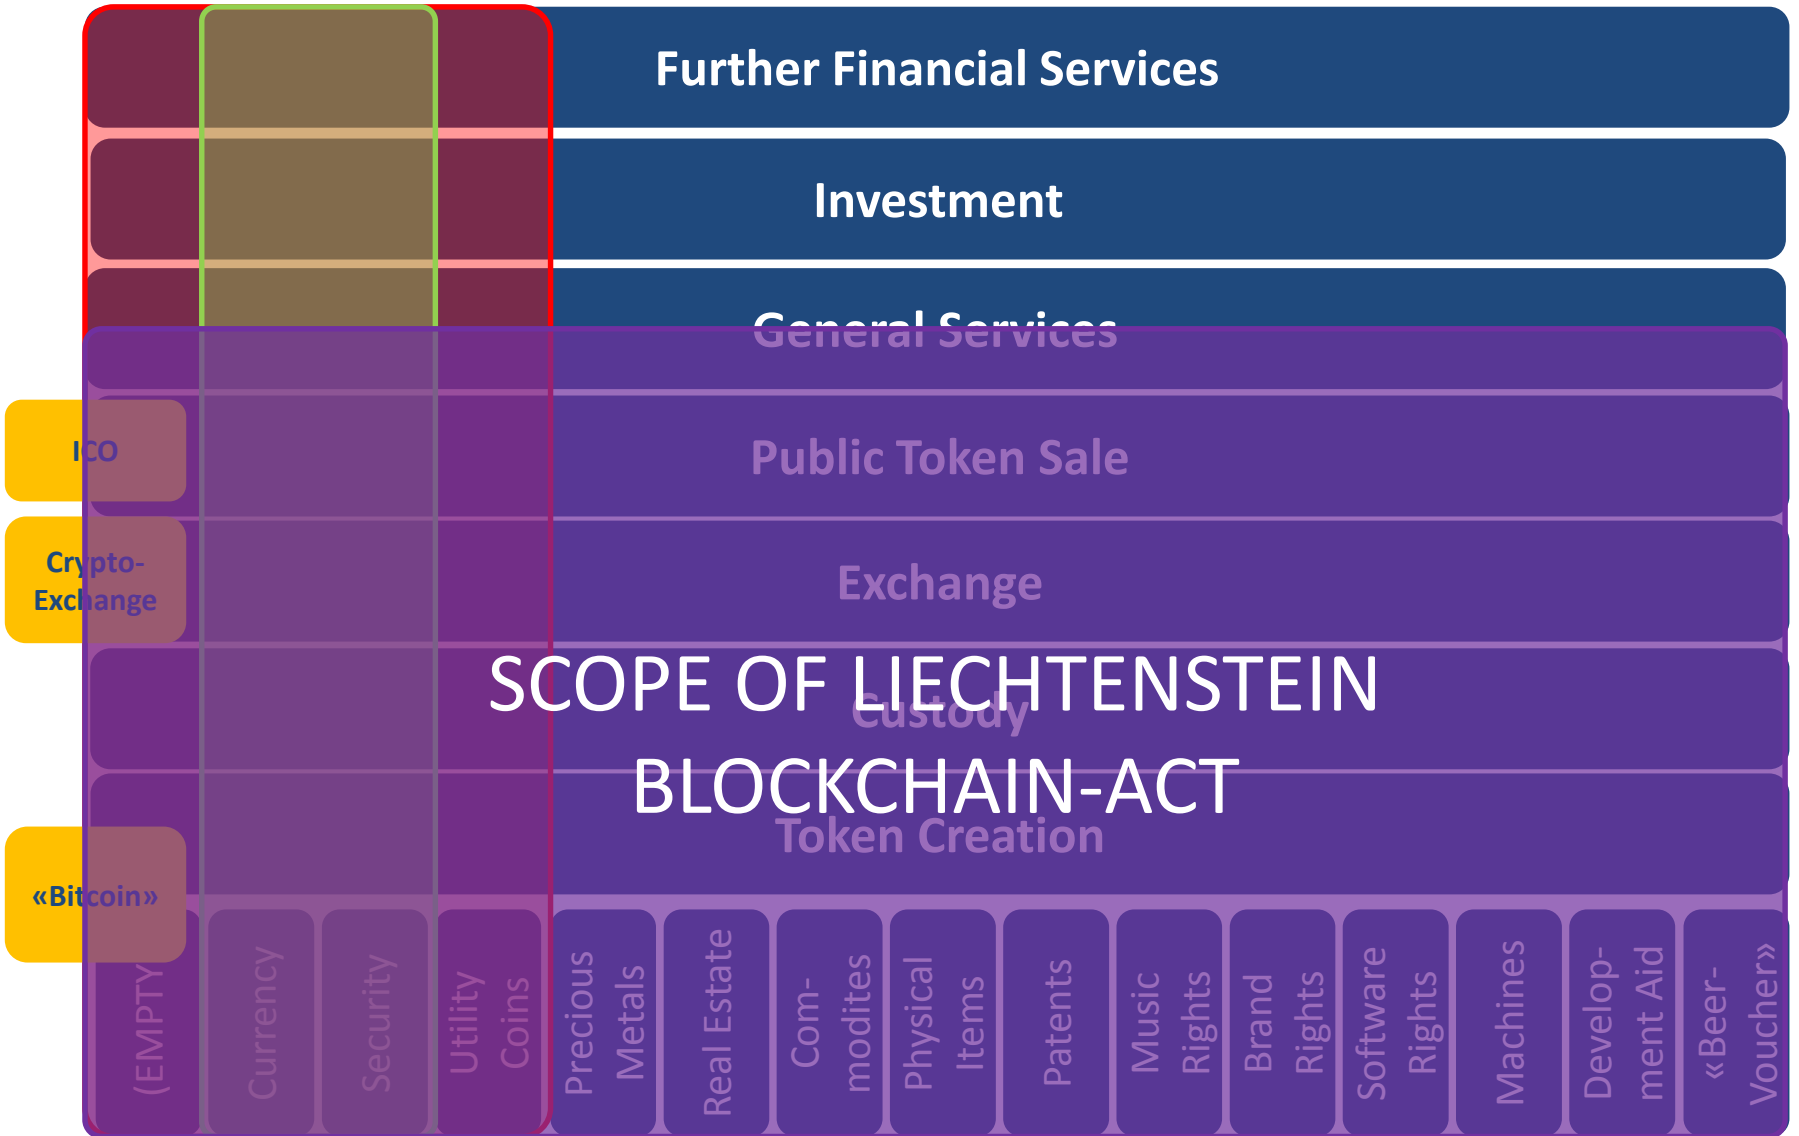 Further Financial Services
Investment
General Services
ICO
Public Token Sale
Crypto-
Exchange
Exchange
SCOPE OF LIECHTENSTEIN
Custody
BLOCKCHAIN-ACT
Token Creation
«Bitcoin»
(EMPTY
Currency
Security
Utility
Coins
Precious
Metals
Real Estate
Com-
modites
Physical
Items
Patents
Music
Rights
Brand
Rights
Software
Rights
Machines
Develop-
ment Aid
«Beer-
Voucher»